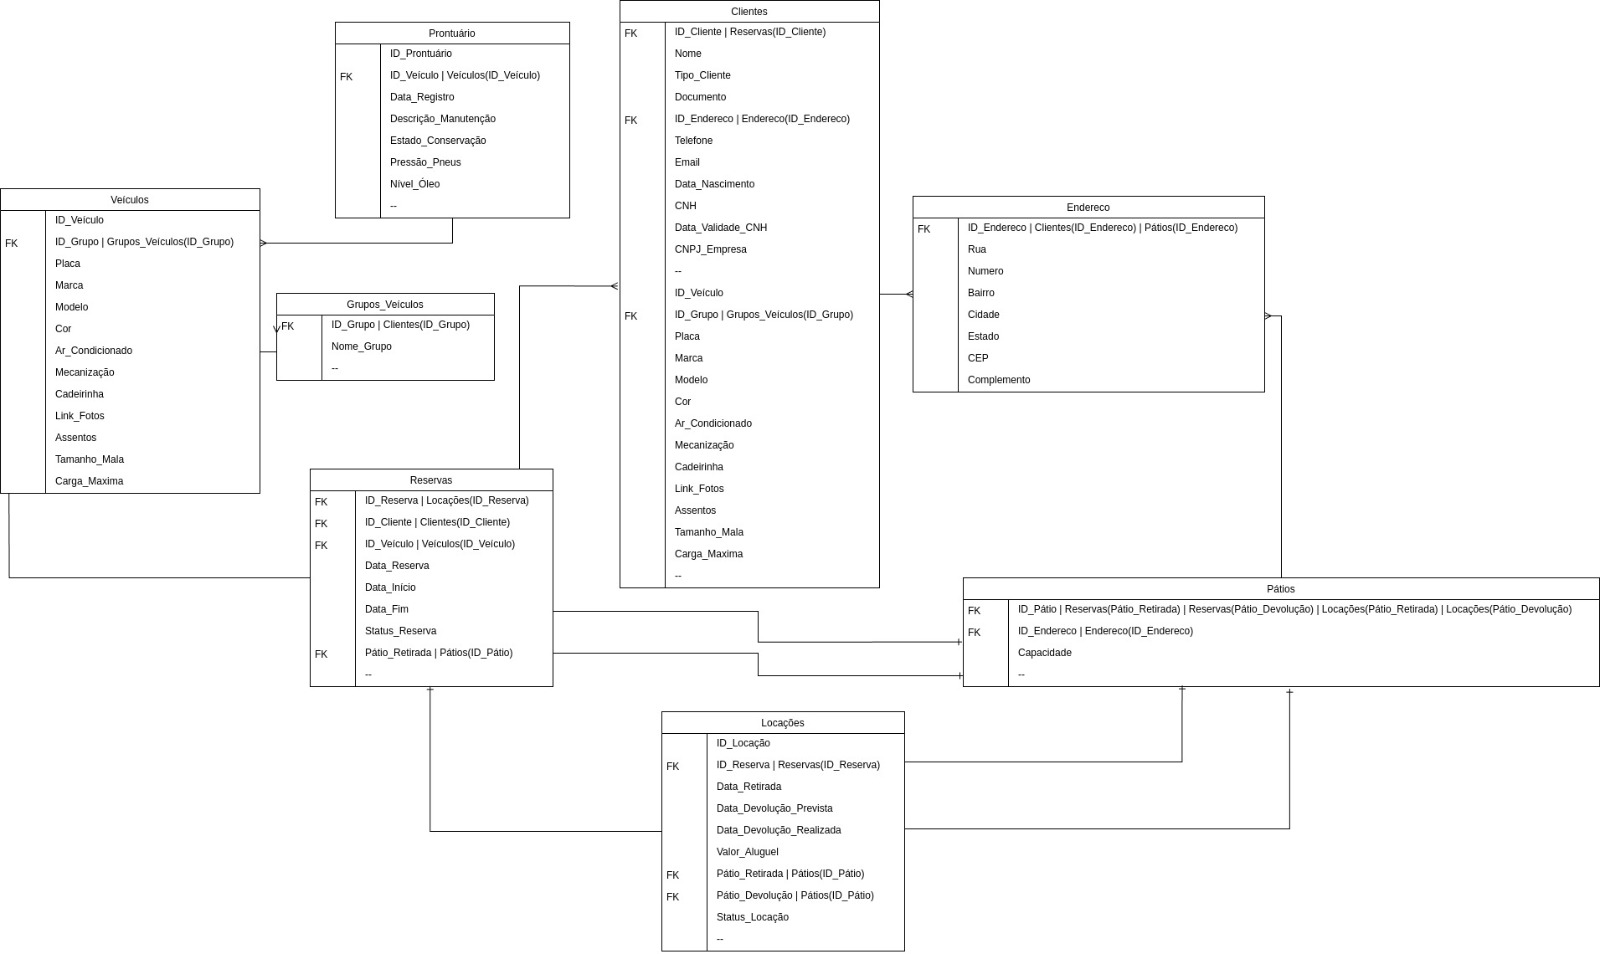 Clientes
FK ID_Cliente | Reservas(ID_Cliente)
Nome
Tipo_Cliente
Documento
FK ID_Endereco | Endereco(ID_Endereco)
Telefone
Email
Data_Nascimento
CNH
Data_Validade_CNH
CNPJ_Empresa
--
ID_Veículo
FK ID_Grupo | Grupos_Veículos(ID_Grupo)
Placa
Marca
Modelo
Cor
Ar_Condicionado
Mecanização
Cadeirinha
Link_Fotos
Assentos
Tamanho_Mala
Carga_Maxima
--
Prontuário
ID_Prontuário
FK ID_Veículo | Veículos(ID_Veículo)
Data_Registro
Descrição_Manutenção
Estado_Conservação
Pressão_Pneus
Nível_Óleo
--
Veículos
ID_Veículo
FK ID_Grupo | Grupos_Veículos(ID_Grupo)
Placa
Marca
Modelo
Cor
Ar_Condicionado
Mecanização
Cadeirinha
Link_Fotos
Assentos
Tamanho_Mala
Carga_Maxima
Endereco
FK ID_Endereco | Clientes(ID_Endereco) | Pátios(ID_Endereco)
Rua
Numero
Bairro
Cidade
Estado
CEP
Complemento
Grupos_Veículos
FK ID_Grupo | Clientes(ID_Grupo)
Nome_Grupo
--
Reservas
FK ID_Reserva | Locações(ID_Reserva)
FK ID_Cliente | Clientes(ID_Cliente)
FK ID_Veículo | Veículos(ID_Veículo)
Data_Reserva
Data_Início
Data_Fim
Status_Reserva
FK Pátio_Retirada | Pátios(ID_Pátio)
--
Pátios
FK ID_Pátio | Reservas(Pátio_Retirada) | Reservas(Pátio_Devolução) | Locações(Pátio_Retirada) | Locações(Pátio_Devolução)
FK ID_Endereco | Endereco(ID_Endereco)
Capacidade
--
Locações
ID_Locação
FK ID_Reserva | Reservas(ID_Reserva)
Data_Retirada
Data_Devolução_Prevista
Data_Devolução_Realizada
Valor_Aluguel
FK Pátio_Retirada | Pátios(ID_Pátio)
FK Pátio_Devolução | Pátios(ID_Pátio)
Status_Locação
--